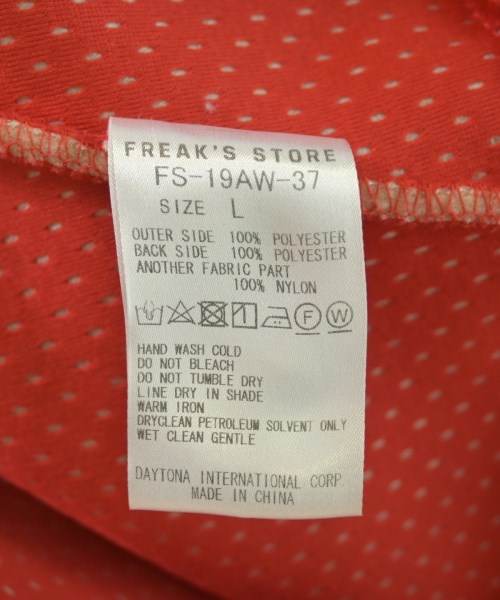 FREAK'S STORE
FS-19AW-37
SIZE L
OUTER SIDE 100% POLYESTER
BACK SIDE 100% POLYESTER
ANOTHER FABRIC PART
100% NYLON
F W
HAND WASH COLD
DO NOT BLEACH
DO NOT TUMBLE DRY
LINE DRY IN SHADE
WARM IRON
DRYCLEAN PETROLEUM SOLVENT ONLY
WET CLEAN GENTLE
DAYTONA INTERNATIONAL CORP.
MADE IN CHINA